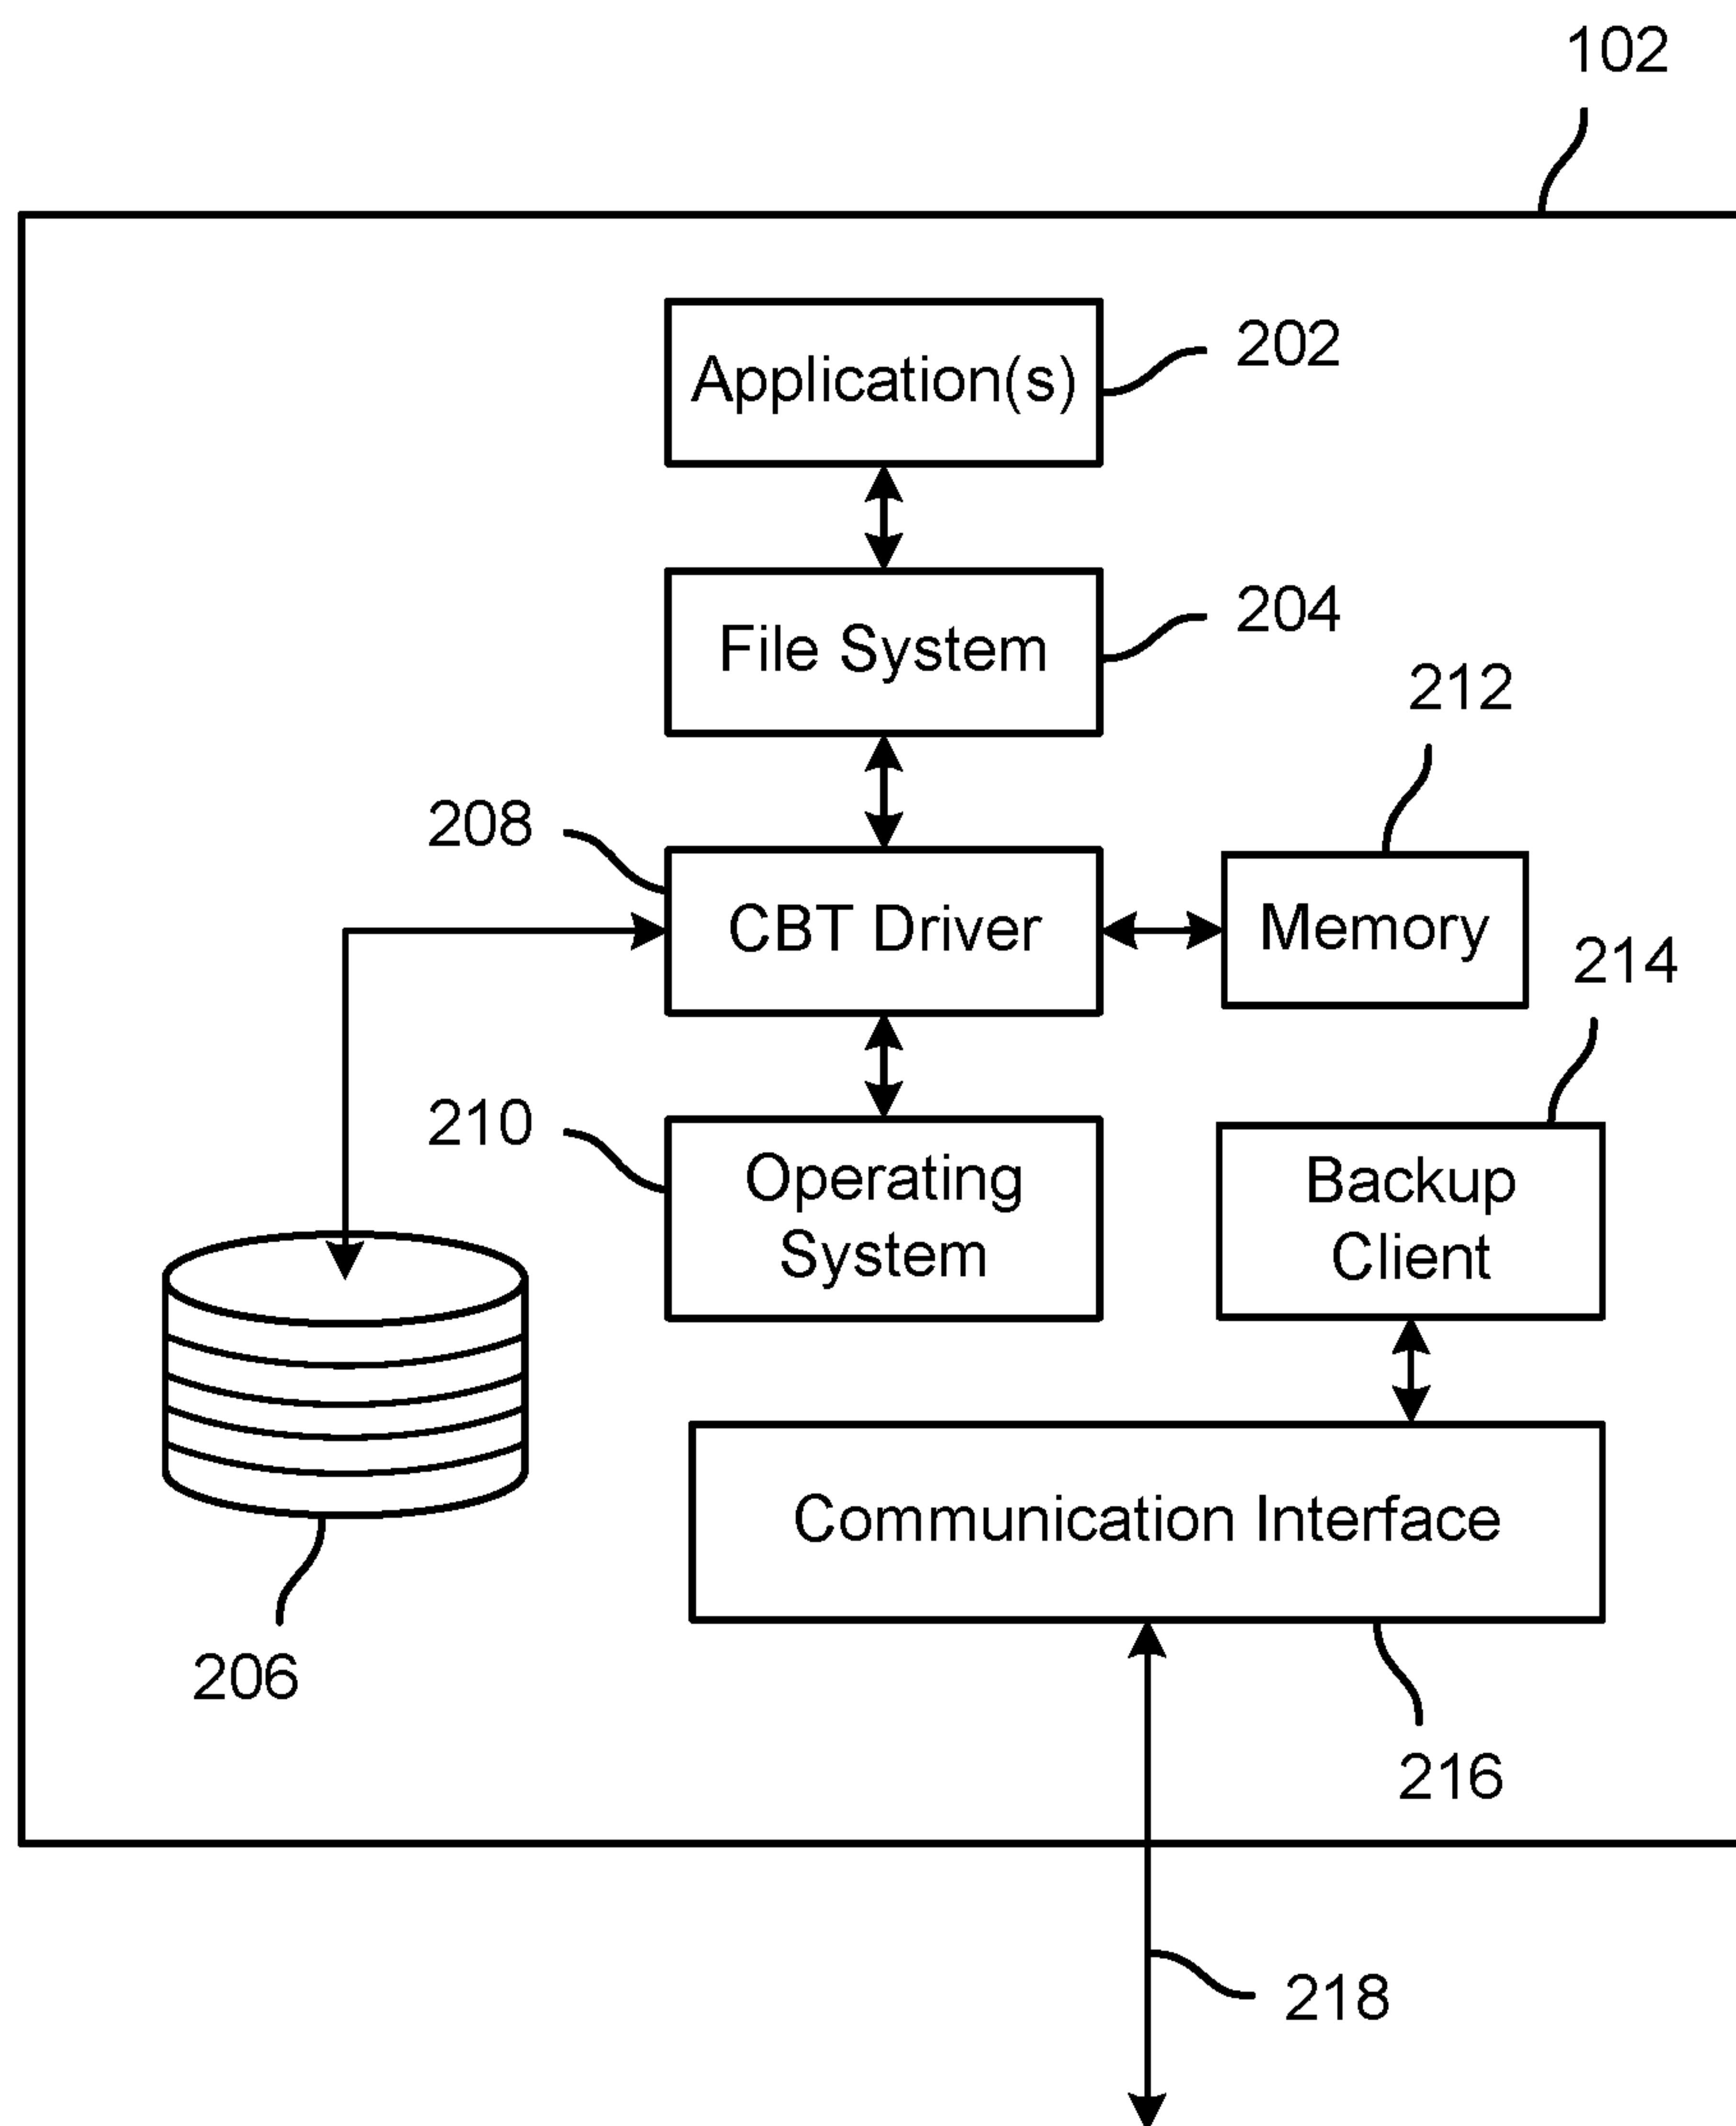 102
Application(s)
202
File System
204
212
208
CBT Driver
Memory
214
210
Operating
System
Backup
Client
Communication Interface
206
216
218